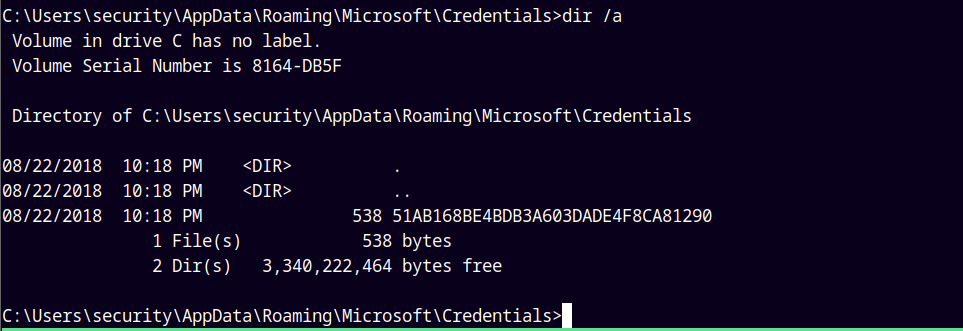 C:\Users\security\AppData\Roaming\Microsoft\Credentials>dir /a
 Volume in drive C has no label.
 Volume Serial Number is 8164-DB5F

 Directory of C:\Users\security\AppData\Roaming\Microsoft\Credentials

08/22/2018  10:18 PM    <DIR>          .
08/22/2018  10:18 PM    <DIR>          ..
08/22/2018  10:18 PM               538 51AB168BE4BDB3A603DADE4F8CA81290
               1 File(s)            538 bytes
               2 Dir(s)   3,340,222,464 bytes free

C:\Users\security\AppData\Roaming\Microsoft\Credentials>